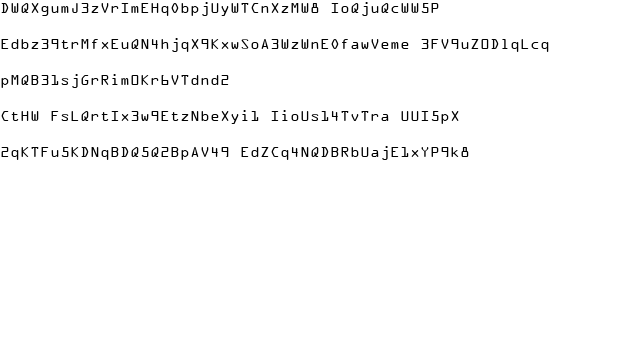 DWQXgumJ3zVrImEHq0bpjUyWTCnXzMW8 IoQjuQcWW5P
Edbz39trMfxEuQN4hjqX9KxwSoA3WzWnE0fawVeme 3FV9uZODlqLcq
pMQB31sjGrRimOKr6VTdnd2
CtHW FsLQrtIx3w9EtzNbeXyi1 IioUs14TvTra UUI5pX
2qKTFu5KDNqBDQ5Q2BpAV49 EdZCq4NQDBRbUajE1xYP9k8